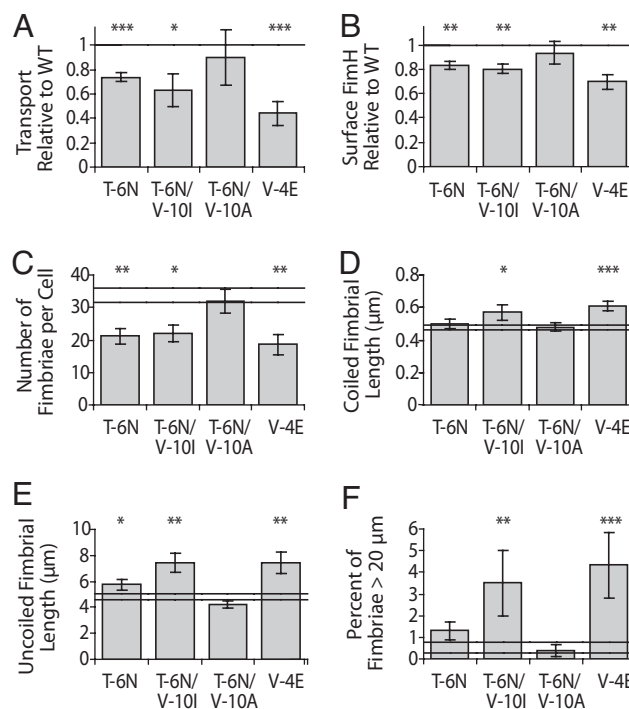 A
Transport
Relative to WT
1
0.8
0.6
0.4
0.2
0
*** * ***
T-6N T-6N/ T-6N/ V-4E
V-10I V-10A
B
Surface FimH
Relative to WT
1
0.8
0.6
0.4
0.2
0
** ** **
T-6N T-6N/ T-6N/ V-4E
V-10I V-10A
C
Number of
Fimbriae per Cell
40
30
20
10
0
** * **
T-6N T-6N/ T-6N/ V-4E
V-10I V-10A
D
Coiled Fimbrial
Length (μm)
0.8
0.6
0.4
0.2
0
* ***
T-6N T-6N/ T-6N/ V-4E
V-10I V-10A
E
Uncoiled Fimbrial
Length (μm)
10
8
6
4
2
0
* ** **
T-6N T-6N/ T-6N/ V-4E
V-10I V-10A
F
Percent of
Fimbriae > 20 μm
6
5
4
3
2
1
0
** ***
T-6N T-6N/ T-6N/ V-4E
V-10I V-10A